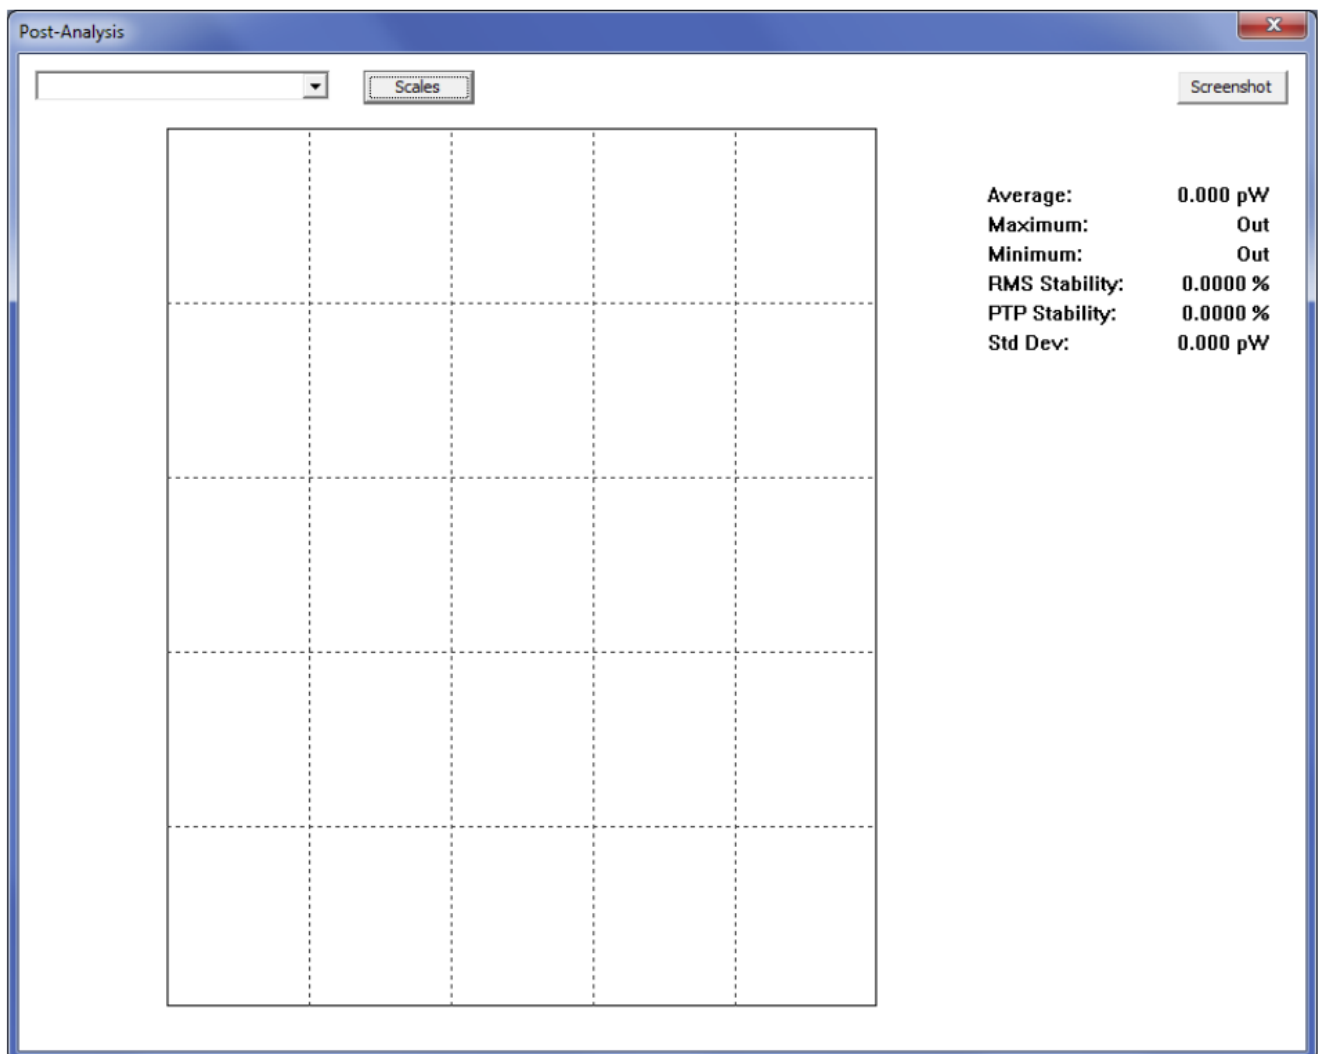 Post-Analysis
Scales
Screenshot
Average: 0.000 pW
Maximum: Out
Minimum: Out
RMS Stability: 0.0000 %
PTP Stability: 0.0000 %
Std Dev: 0.000 pW